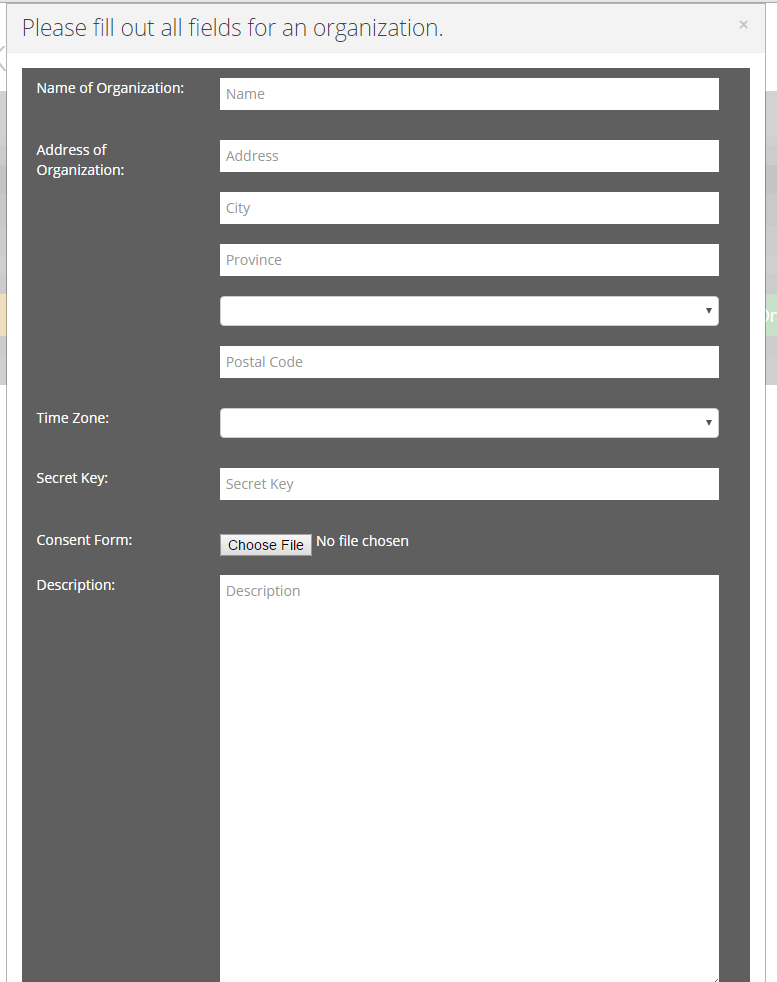 Please fill out all fields for an organization.
×
Name of Organization:
Name
Address of
Organization:
Address
City
Province
Postal Code
Time Zone:
Secret Key:
Secret Key
Consent Form:
Choose File No file chosen
Description:
Description